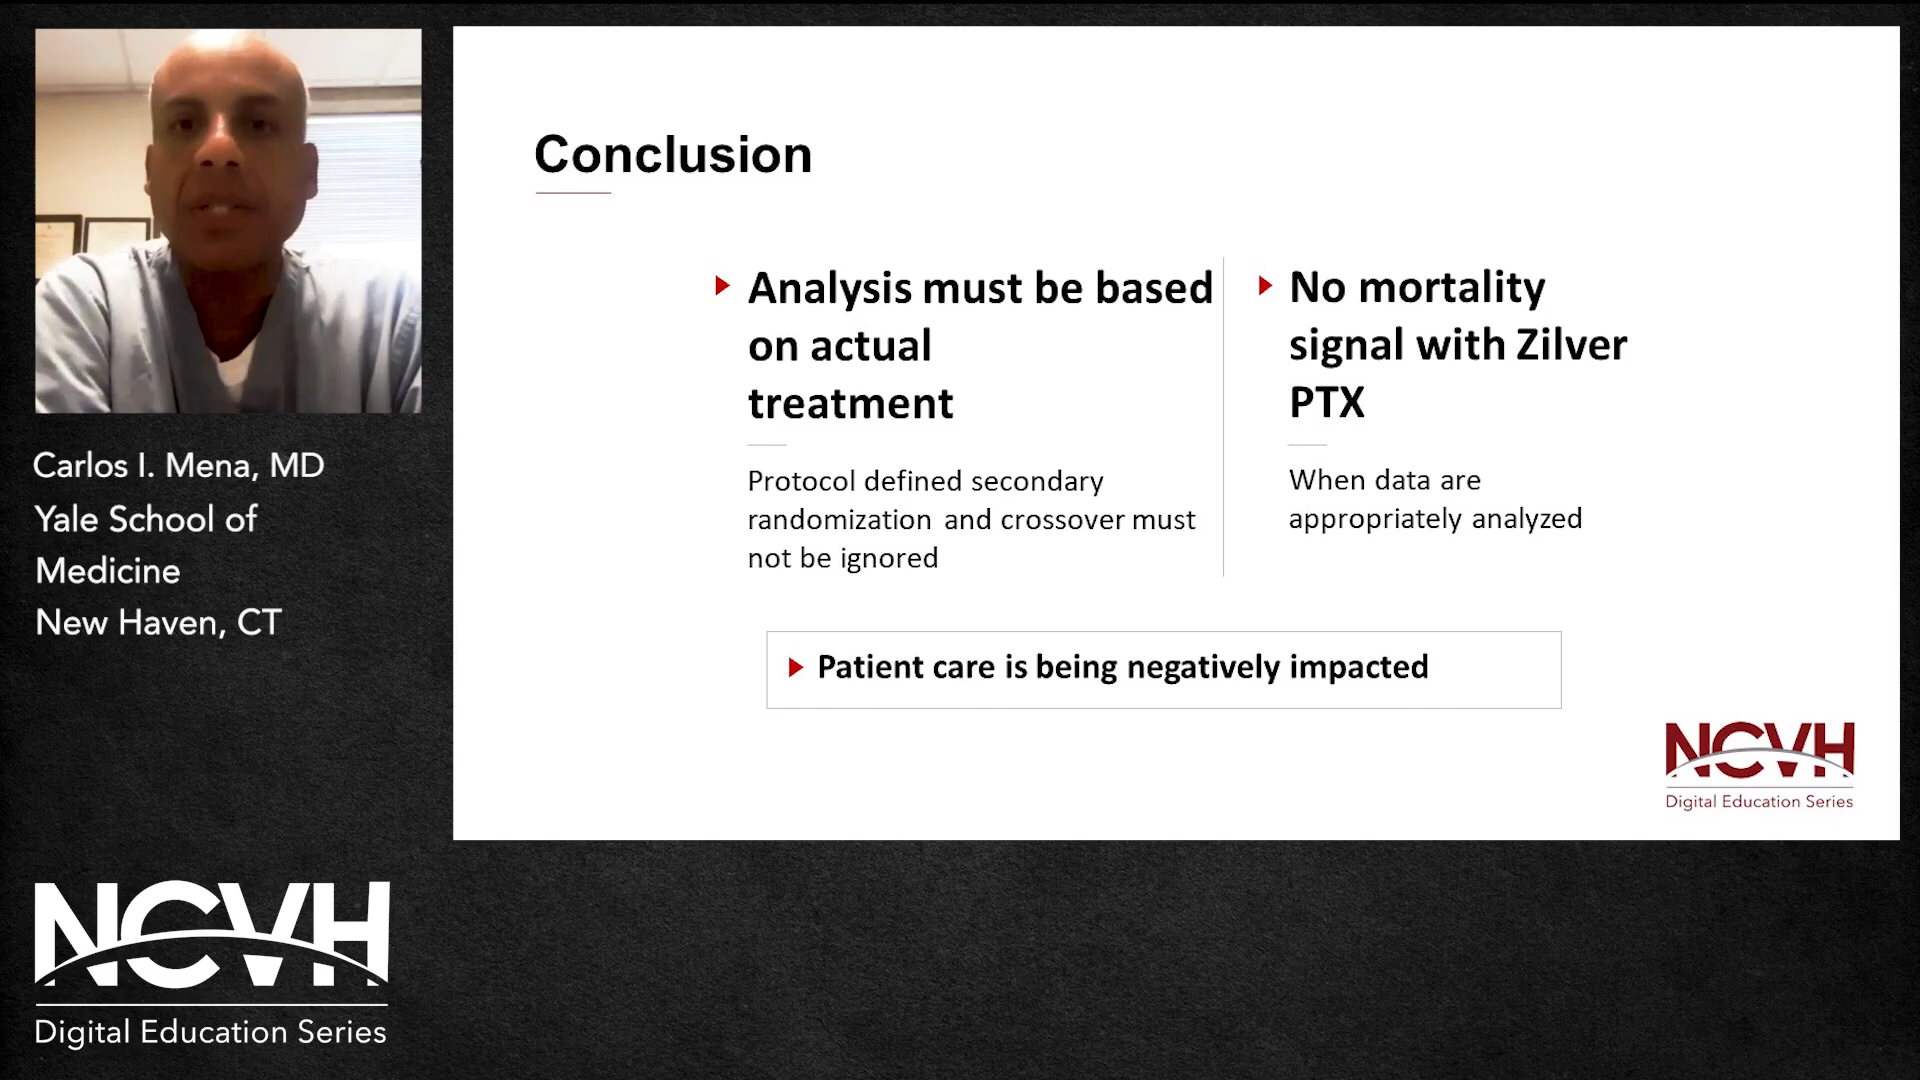 Conclusion
Analysis must be based
on actual
treatment
Protocol defined secondary
randomization and crossover must
not be ignored
No mortality
signal with Zilver
PTX
When data are
appropriately analyzed
Patient care is being negatively impacted
NCVH
Digital Education Series
Carlos I. Mena, MD
Yale School of
Medicine
New Haven, CT
NCVH
Digital Education Series